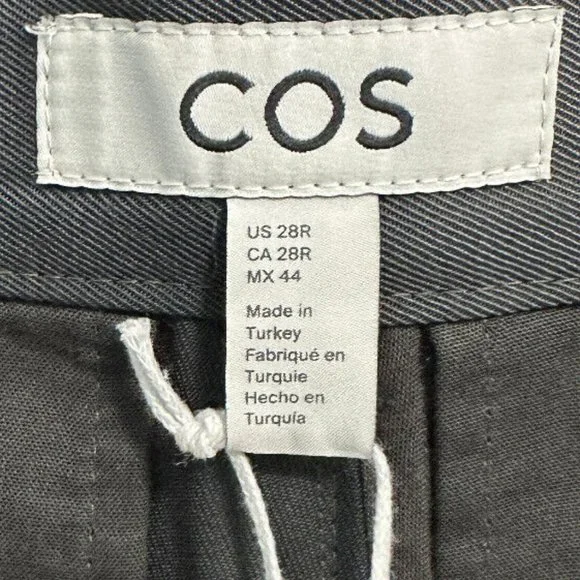 COS
US 28R
CA 28R
MX 44
Made in
Turkey
Fabriqué en
Turquie
Hecho en
Turquía